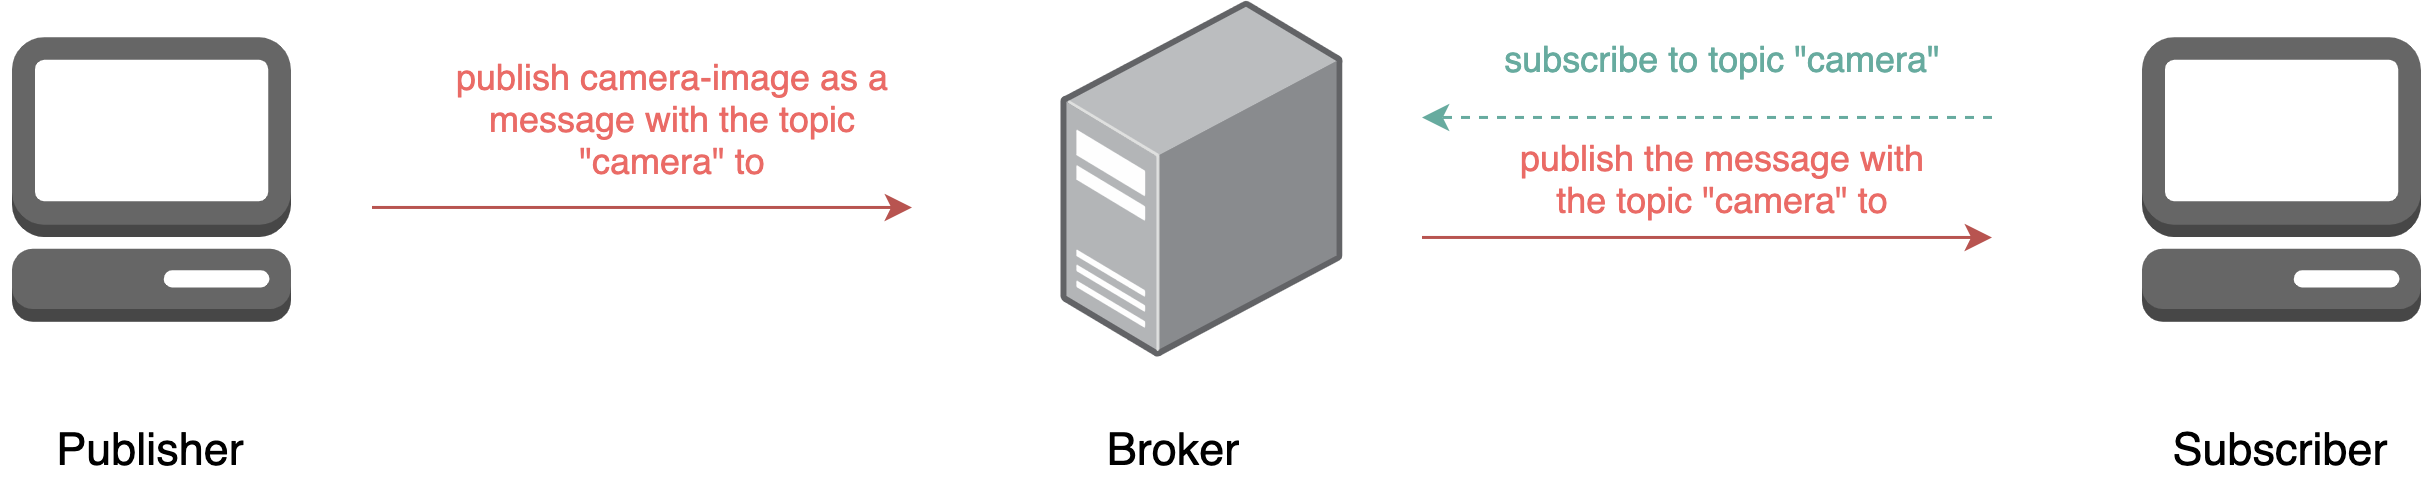 publish camera-image as a
message with the topic
"camera" to
subscribe to topic "camera"
publish the message with
the topic "camera" to
Publisher
Broker
Subscriber